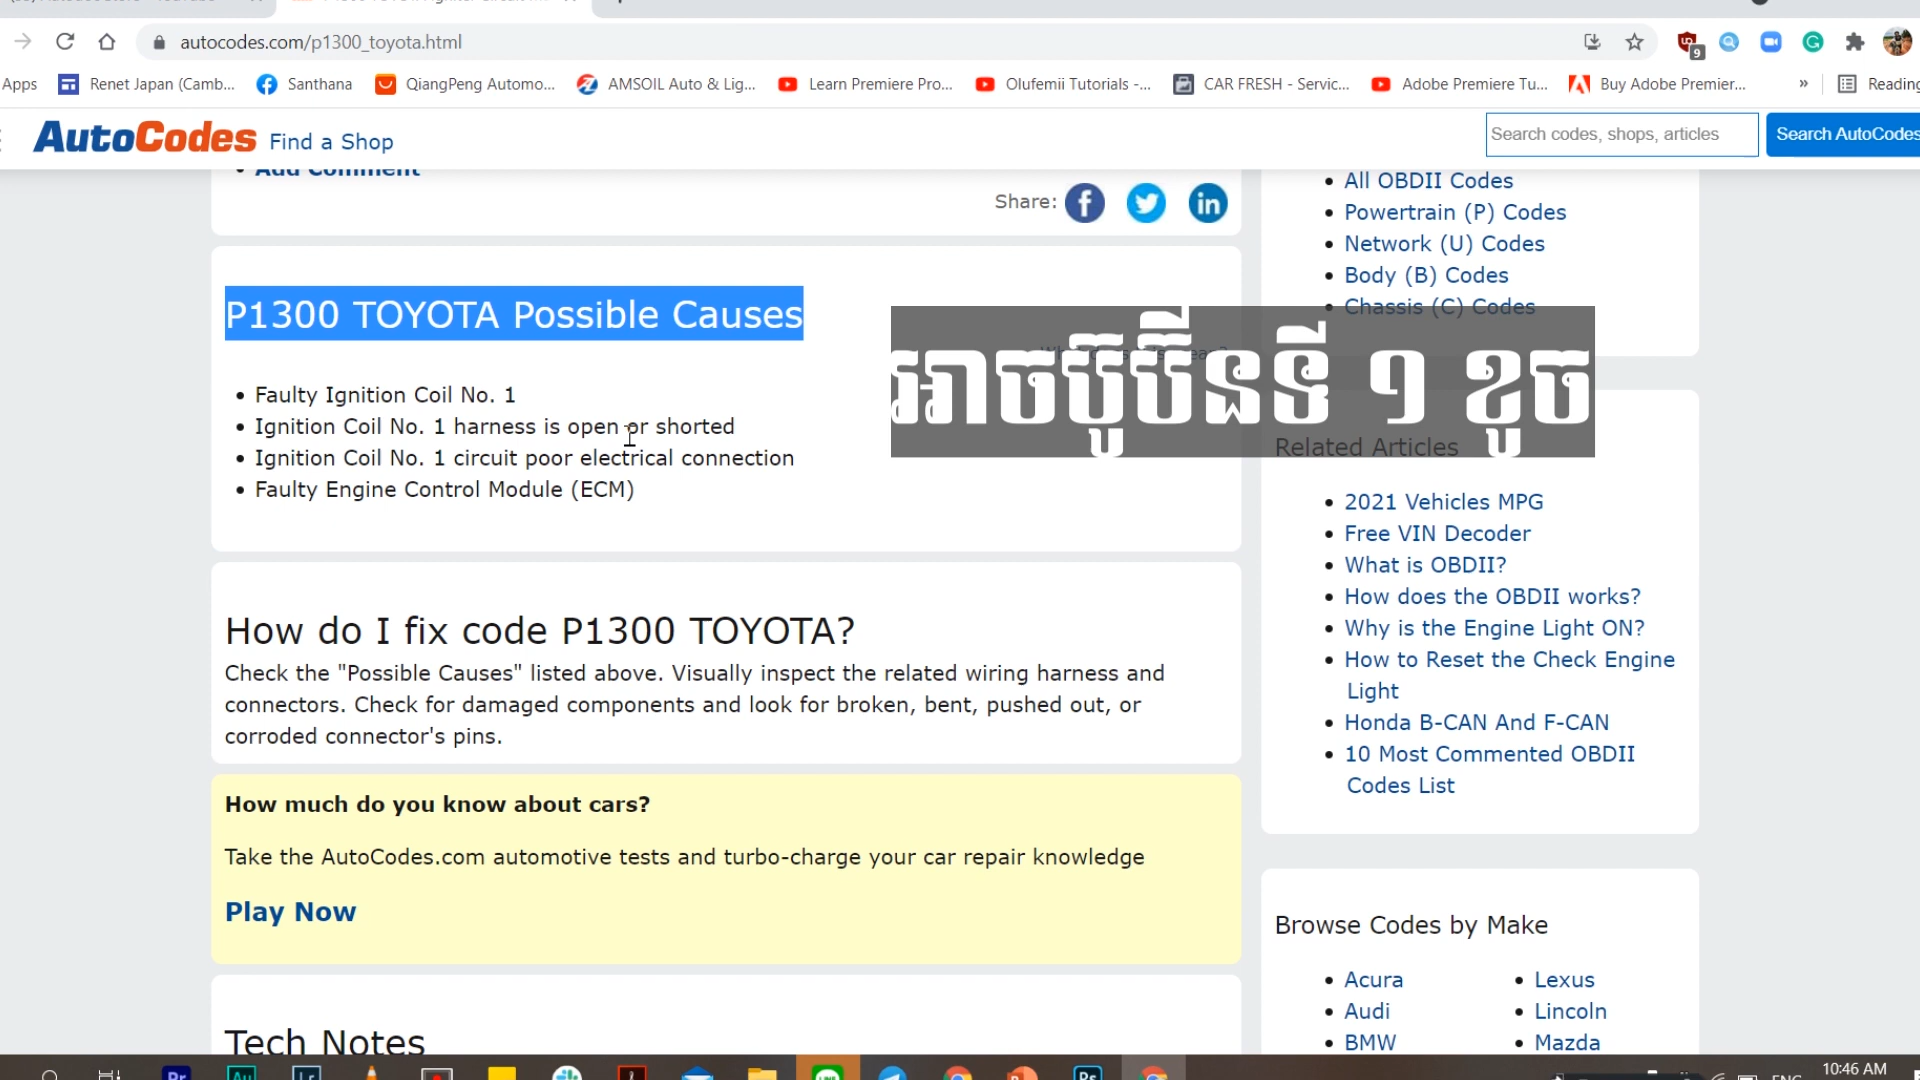 autocodes.com/p1300_toyota.html
9
Apps
Renet Japan (Camb...
Santhana
QiangPeng Automo...
AMSOIL Auto & Lig...
Learn Premiere Pro...
Olufemii Tutorials -...
CAR FRESH - Servic...
Adobe Premiere Tu...
Buy Adobe Premier...
»
Reading
AutoCodes Find a Shop
Search codes, shops, articles
Search AutoCodes
Add Comment
Share:
P1300 TOYOTA Possible Causes
• Faulty Ignition Coil No. 1
• Ignition Coil No. 1 harness is open or shorted
• Ignition Coil No. 1 circuit poor electrical connection
• Faulty Engine Control Module (ECM)
អាចប៊ូប៊ីនទី ១ ខូច
How do I fix code P1300 TOYOTA?
Check the "Possible Causes" listed above. Visually inspect the related wiring harness and
connectors. Check for damaged components and look for broken, bent, pushed out, or
corroded connector's pins.
How much do you know about cars?
Take the AutoCodes.com automotive tests and turbo-charge your car repair knowledge
Play Now
Tech Notes
• All OBDII Codes
• Powertrain (P) Codes
• Network (U) Codes
• Body (B) Codes
• Chassis (C) Codes
Related Articles
• 2021 Vehicles MPG
• Free VIN Decoder
• What is OBDII?
• How does the OBDII works?
• Why is the Engine Light ON?
• How to Reset the Check Engine
Light
• Honda B-CAN And F-CAN
• 10 Most Commented OBDII
Codes List
Browse Codes by Make
• Acura
• Lexus
• Audi
• Lincoln
• BMW
• Mazda
Pr
Au
Lr
LINE
Ps
ENG
10:46 AM